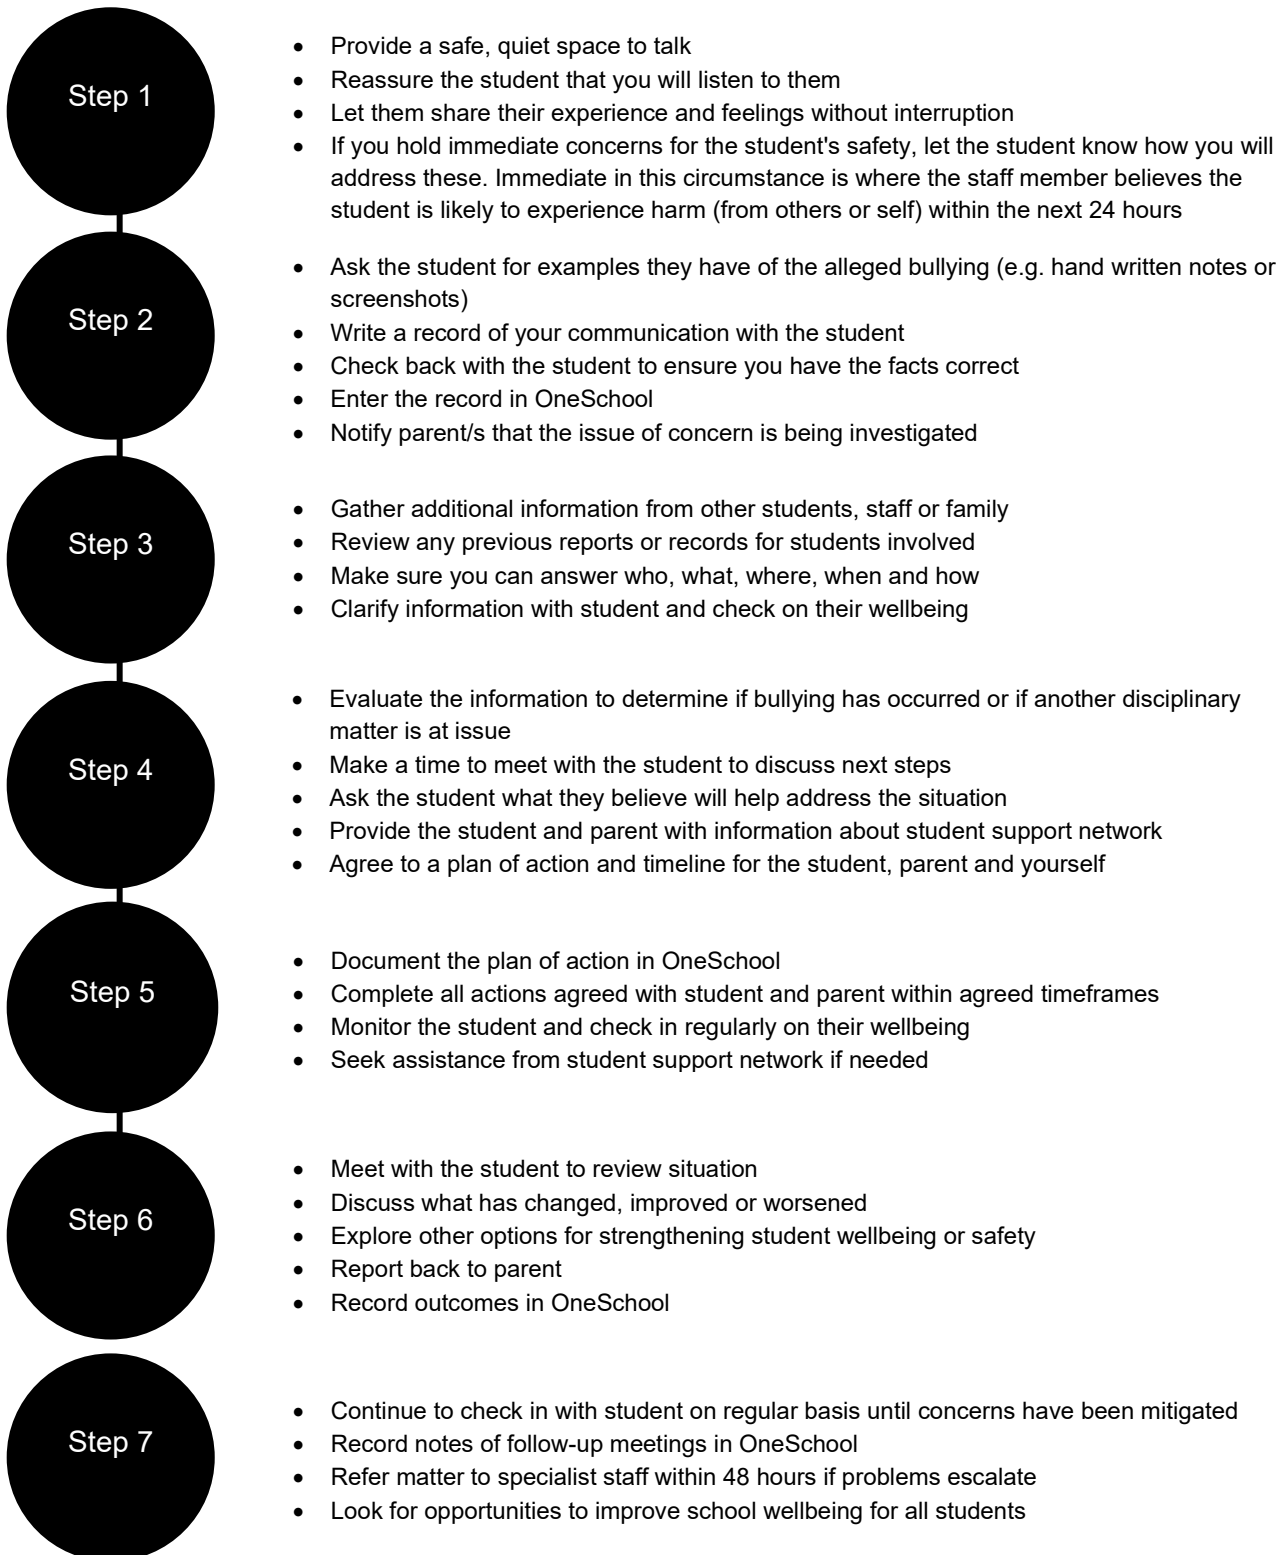 Step 1
• Provide a safe, quiet space to talk
• Reassure the student that you will listen to them
• Let them share their experience and feelings without interruption
• If you hold immediate concerns for the student's safety, let the student know how you will
address these. Immediate in this circumstance is where the staff member believes the
student is likely to experience harm (from others or self) within the next 24 hours
Step 2
• Ask the student for examples they have of the alleged bullying (e.g. hand written notes or
screenshots)
• Write a record of your communication with the student
• Check back with the student to ensure you have the facts correct
• Enter the record in OneSchool
• Notify parent/s that the issue of concern is being investigated
Step 3
• Gather additional information from other students, staff or family
• Review any previous reports or records for students involved
• Make sure you can answer who, what, where, when and how
• Clarify information with student and check on their wellbeing
Step 4
• Evaluate the information to determine if bullying has occurred or if another disciplinary
matter is at issue
• Make a time to meet with the student to discuss next steps
• Ask the student what they believe will help address the situation
• Provide the student and parent with information about student support network
• Agree to a plan of action and timeline for the student, parent and yourself
Step 5
• Document the plan of action in OneSchool
• Complete all actions agreed with student and parent within agreed timeframes
• Monitor the student and check in regularly on their wellbeing
• Seek assistance from student support network if needed
Step 6
• Meet with the student to review situation
• Discuss what has changed, improved or worsened
• Explore other options for strengthening student wellbeing or safety
• Report back to parent
• Record outcomes in OneSchool
Step 7
• Continue to check in with student on regular basis until concerns have been mitigated
• Record notes of follow-up meetings in OneSchool
• Refer matter to specialist staff within 48 hours if problems escalate
• Look for opportunities to improve school wellbeing for all students